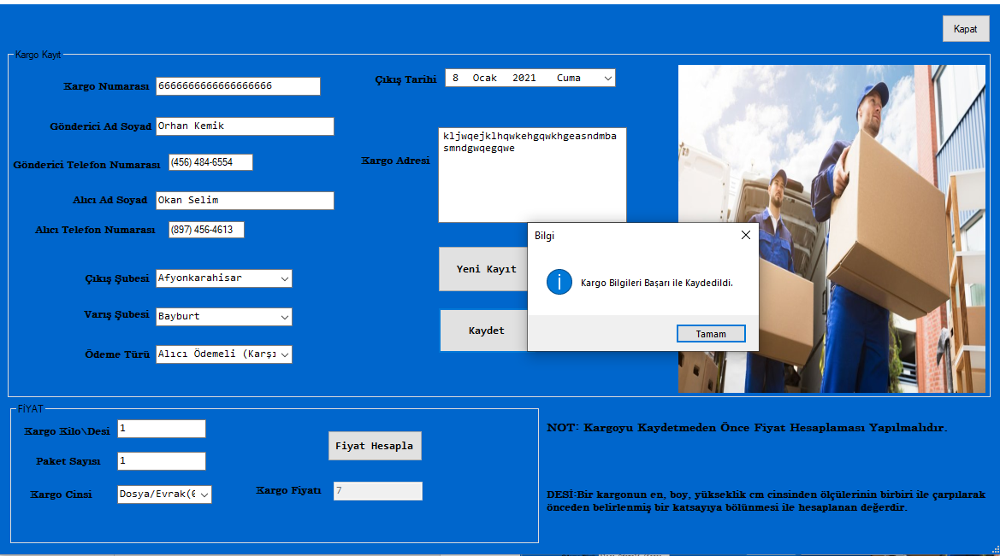 Kapat
Kargo Kayıt
Kargo Numarası 6666666666666666666
Çıkış Tarihi 8 Ocak 2021 Cuma
Gönderici Ad Soyad Orhan Kemik
Gönderici Telefon Numarası (456) 484-6554
Kargo Adresi kljwqejklhqwkehgqwkhgeasndmba
smndgwqegqwe
Alıcı Ad Soyad Okan Selim
Alıcı Telefon Numarası (897) 456-4613
Çıkış Şubesi Afyonkarahisar
Varış Şubesi Bayburt
Ödeme Türü Alıcı Ödemeli (Karşı
Yeni Kayıt
Kaydet
Bilgi
Kargo Bilgileri Başarı ile Kaydedildi.
Tamam
FİYAT
Kargo Kilo\Desi 1
Paket Sayısı 1
Kargo Cinsi Dosya/Evrak(
Fiyat Hesapla
Kargo Fiyatı 7
NOT: Kargoyu Kaydetmeden Önce Fiyat Hesaplaması Yapılmalıdır.
DESİ:Bir kargonun en, boy, yükseklik cm cinsinden ölçülerinin birbiri ile çarpılarak
önceden belirlenmiş bir katsayıya bölünmesi ile hesaplanan değerdir.